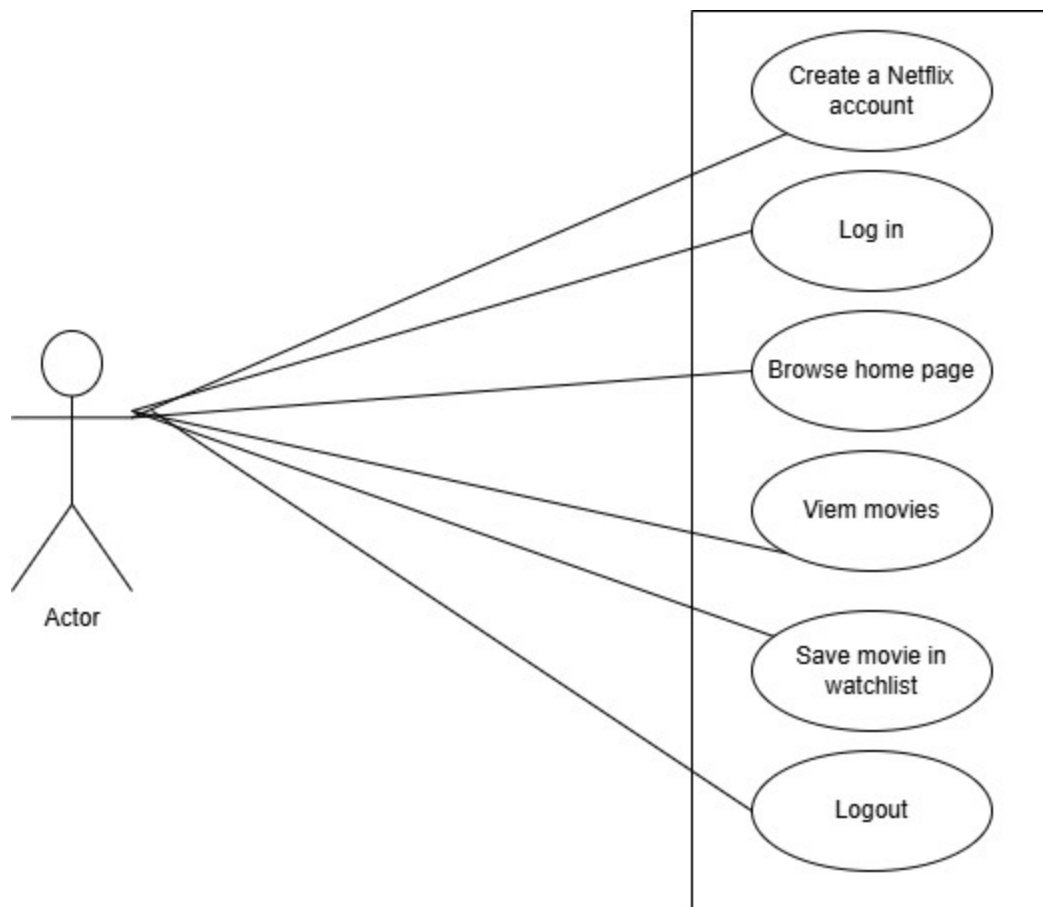 Create a Netflix
account
Log in
Browse home page
Viem movies
Actor
Save movie in
watchlist
Logout